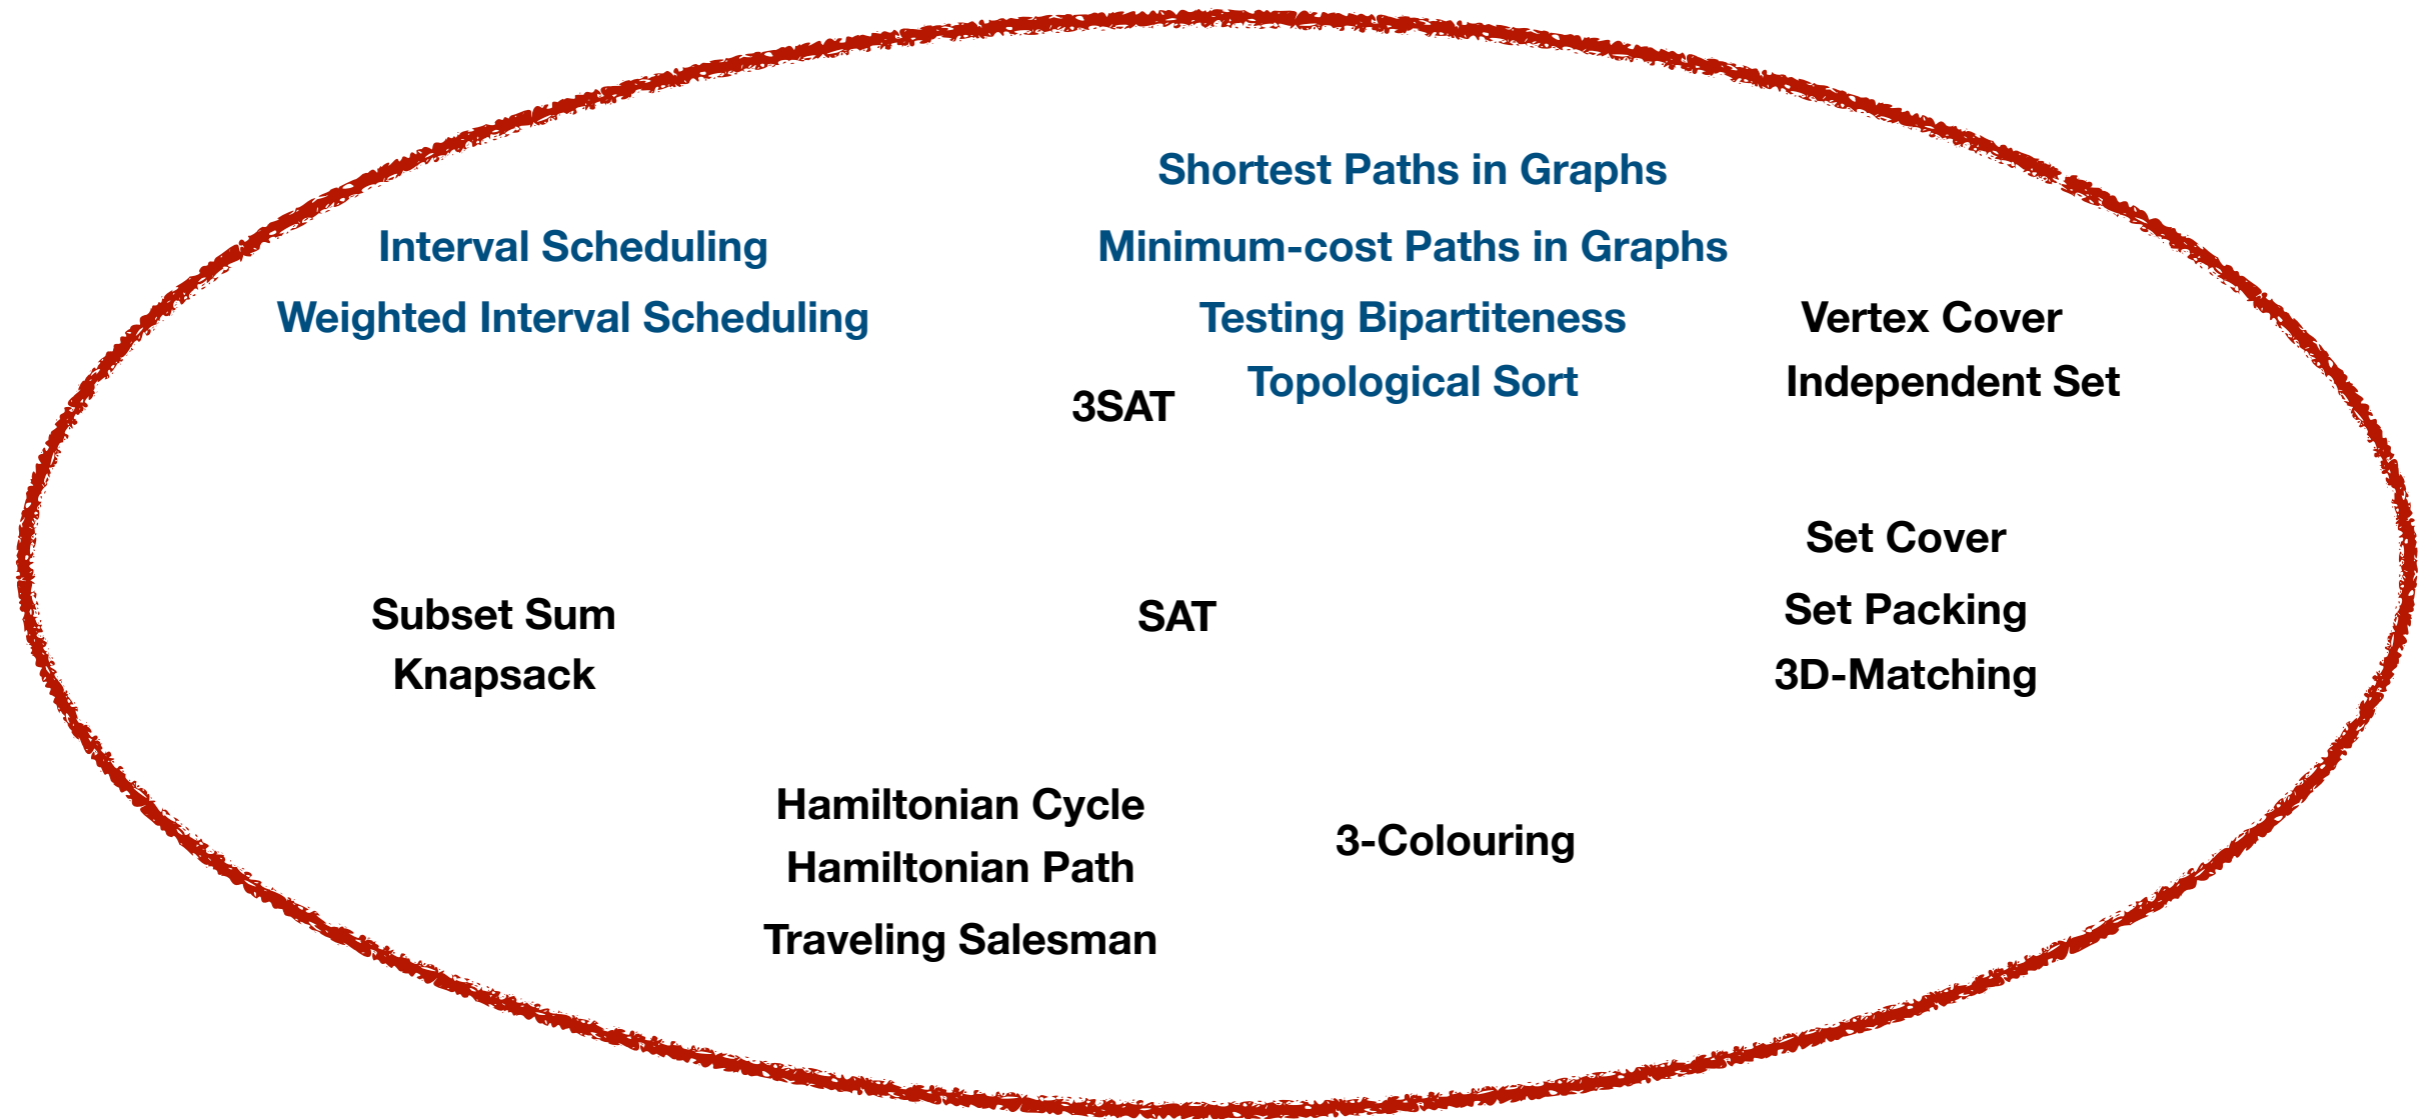 Shortest Paths in Graphs
Interval Scheduling
Minimum-cost Paths in Graphs
Weighted Interval Scheduling
Testing Bipartiteness
Vertex Cover
Topological Sort
Independent Set
3SAT
Set Cover
Subset Sum
SAT
Set Packing
Knapsack
3D-Matching
Hamiltonian Cycle
3-Colouring
Hamiltonian Path
Traveling Salesman